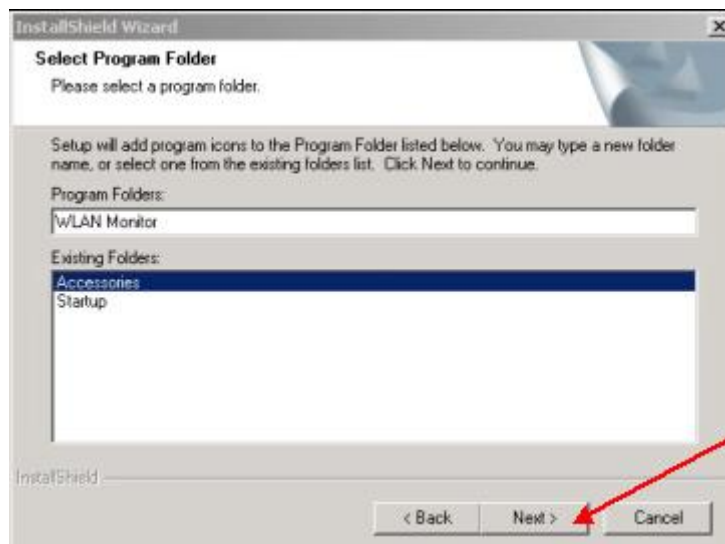 InstallShield Wizard
Select Program Folder
Please select a program folder.
Setup will add program icons to the Program Folder listed below. You may type a new folder
name, or select one from the existing folders list. Click Next to continue.
Program Folders:
WLAN Monitor
Existing Folders:
Accessories
Startup
InstallShield
< Back
Next >
Cancel